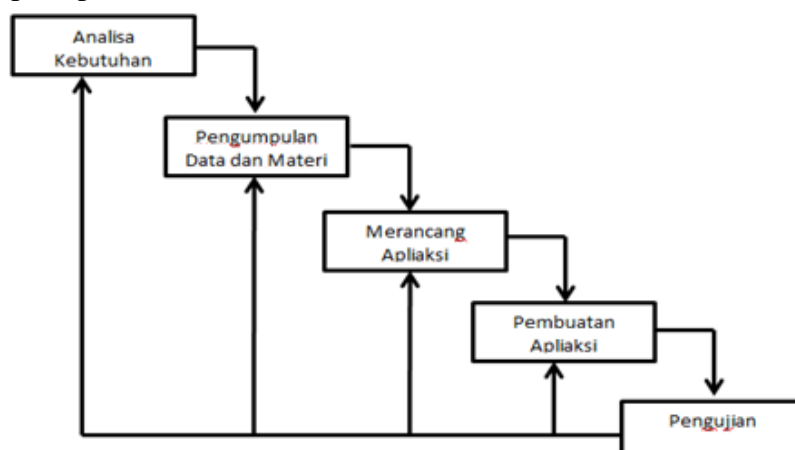 Analisa
Kebutuhan
Pengumpulan
Data dan Materi
Merancang
Apliaksi
Pembuatan
Apliaksi
Pengujian